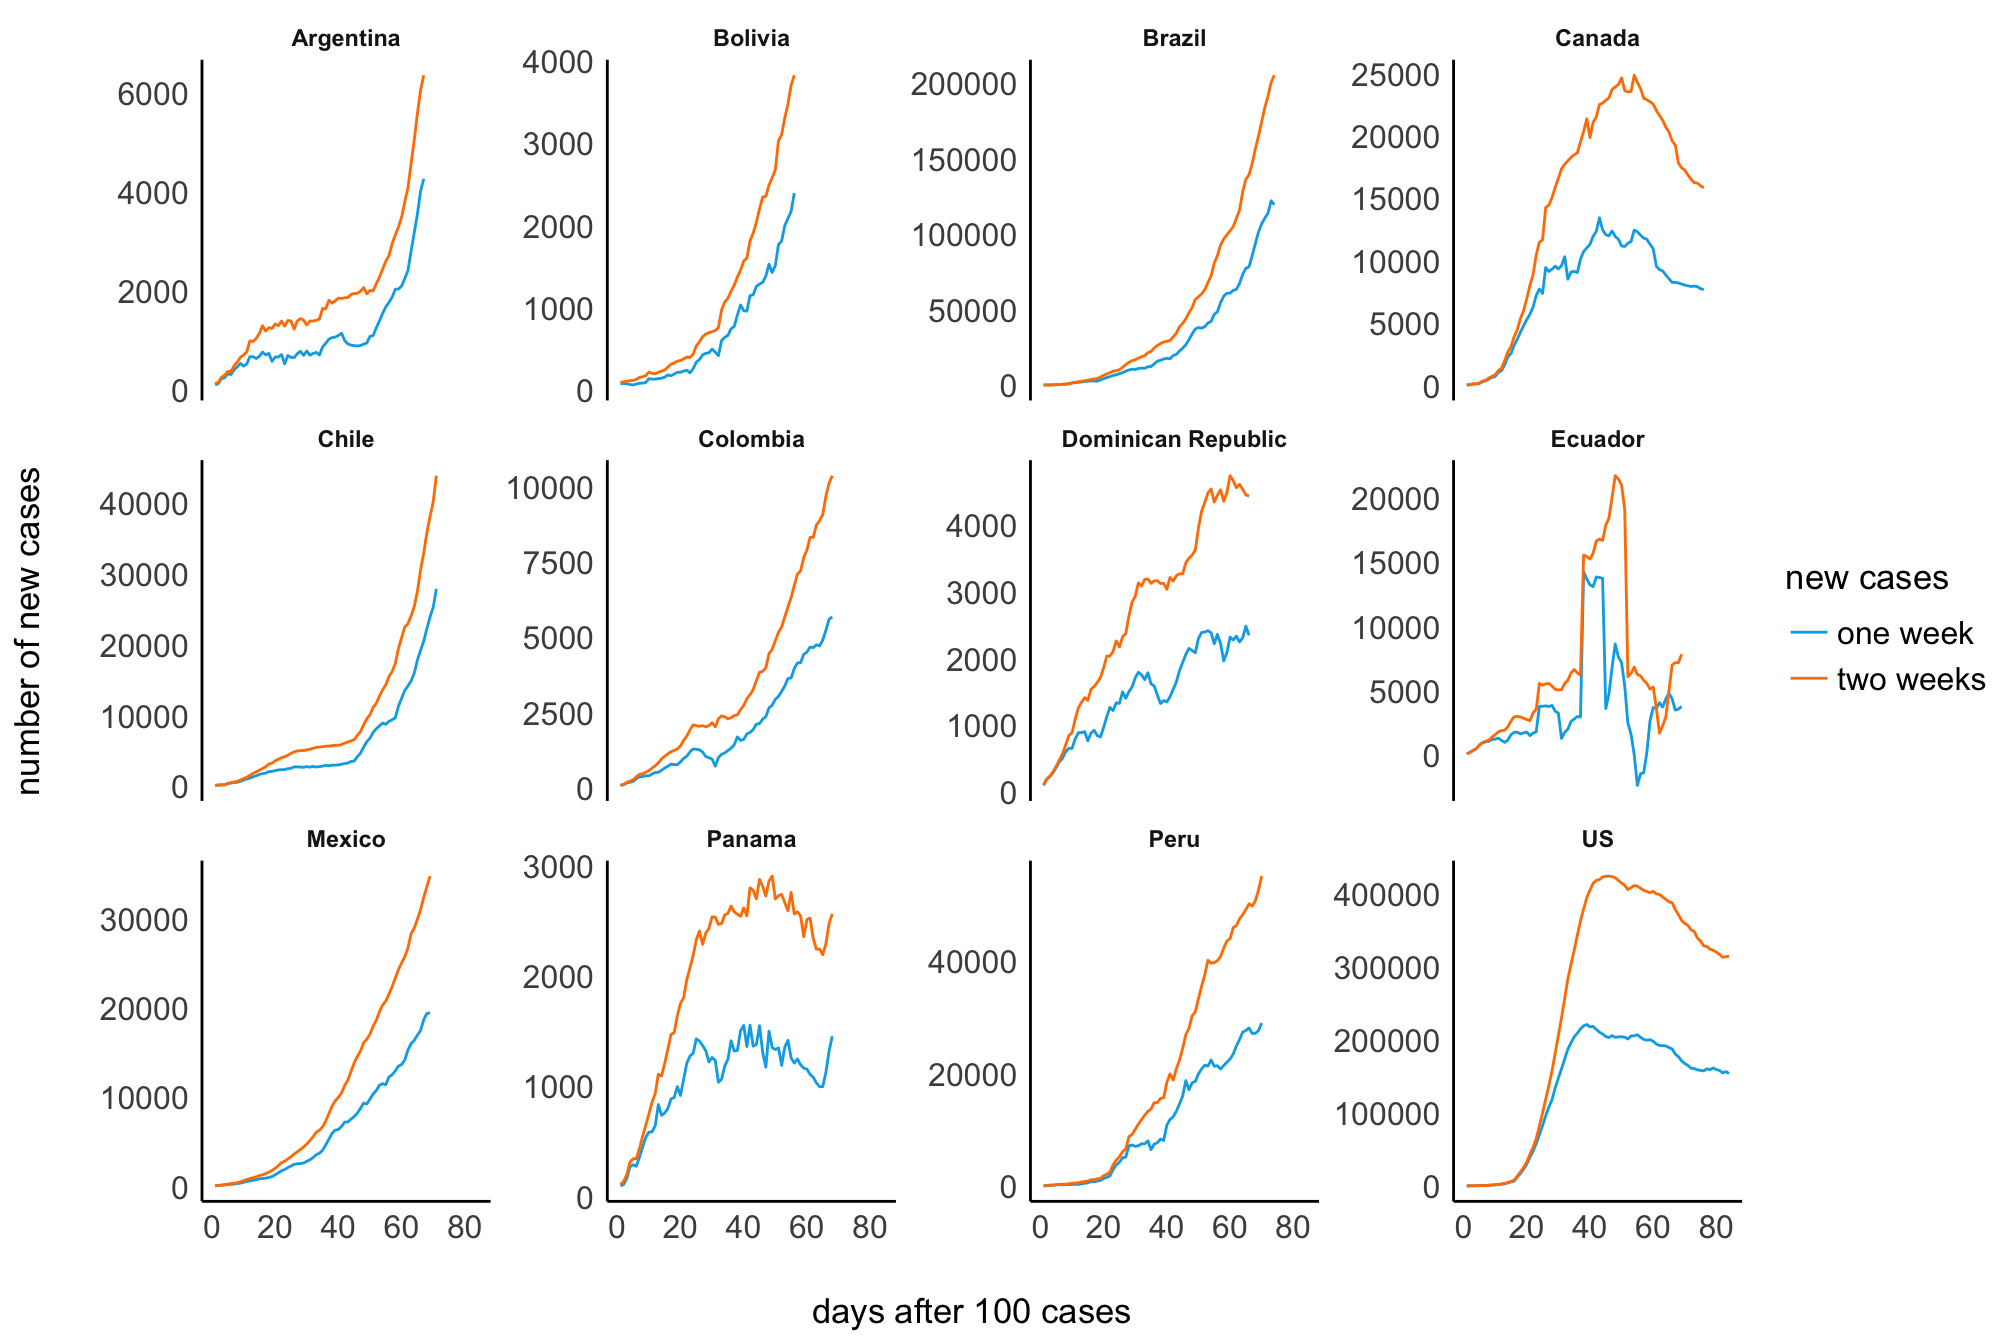 Argentina
Bolivia
Brazil
Canada
6000
4000
2000
0
4000
3000
2000
1000
0
200000
150000
100000
50000
0
25000
20000
15000
10000
5000
0
Chile
Colombia
Dominican Republic
Ecuador
40000
30000
20000
10000
0
10000
7500
5000
2500
0
4000
3000
2000
1000
0
20000
15000
10000
5000
0
number of new cases
new cases
one week
two weeks
Mexico
Panama
Peru
US
30000
20000
10000
0
3000
2000
1000
0
40000
20000
0
400000
300000
200000
100000
0
0 20 40 60 80
0 20 40 60 80
0 20 40 60 80
0 20 40 60 80
days after 100 cases